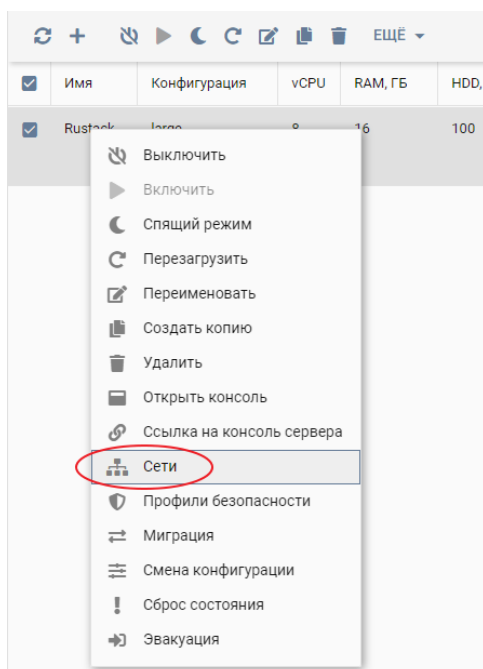 ЕЩЁ
Имя Конфигурация vCPU RAM, ГБ HDD,
Rustack large 8 16 100
Выключить
Включить
Спящий режим
Перезагрузить
Переименовать
Создать копию
Удалить
Открыть консоль
Ссылка на консоль сервера
Сети
Профили безопасности
Миграция
Смена конфигурации
Сброс состояния
Эвакуация